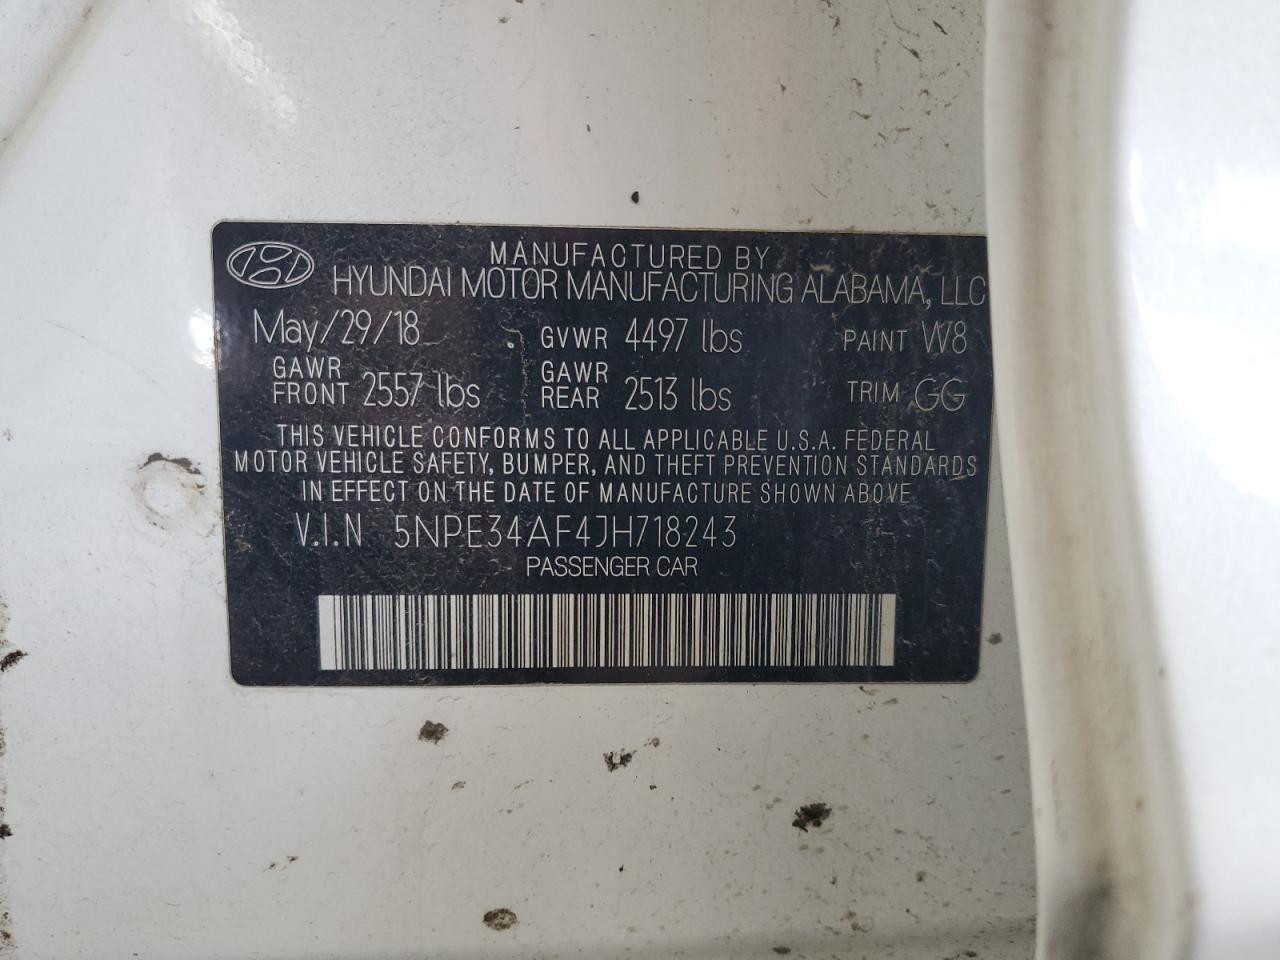 MANUFACTURED BY
HYUNDAI MOTOR MANUFACTURING ALABAMA, LLC
May/29/18 GVWR 4497 lbs PAINT W8
GAWR FRONT 2557 lbs GAWR REAR 2513 lbs TRIM GG
THIS VEHICLE CONFORMS TO ALL APPLICABLE U.S.A. FEDERAL
MOTOR VEHICLE SAFETY, BUMPER, AND THEFT PREVENTION STANDARDS
IN EFFECT ON THE DATE OF MANUFACTURE SHOWN ABOVE
V.I.N 5NPE34AF4JH718243
PASSENGER CAR